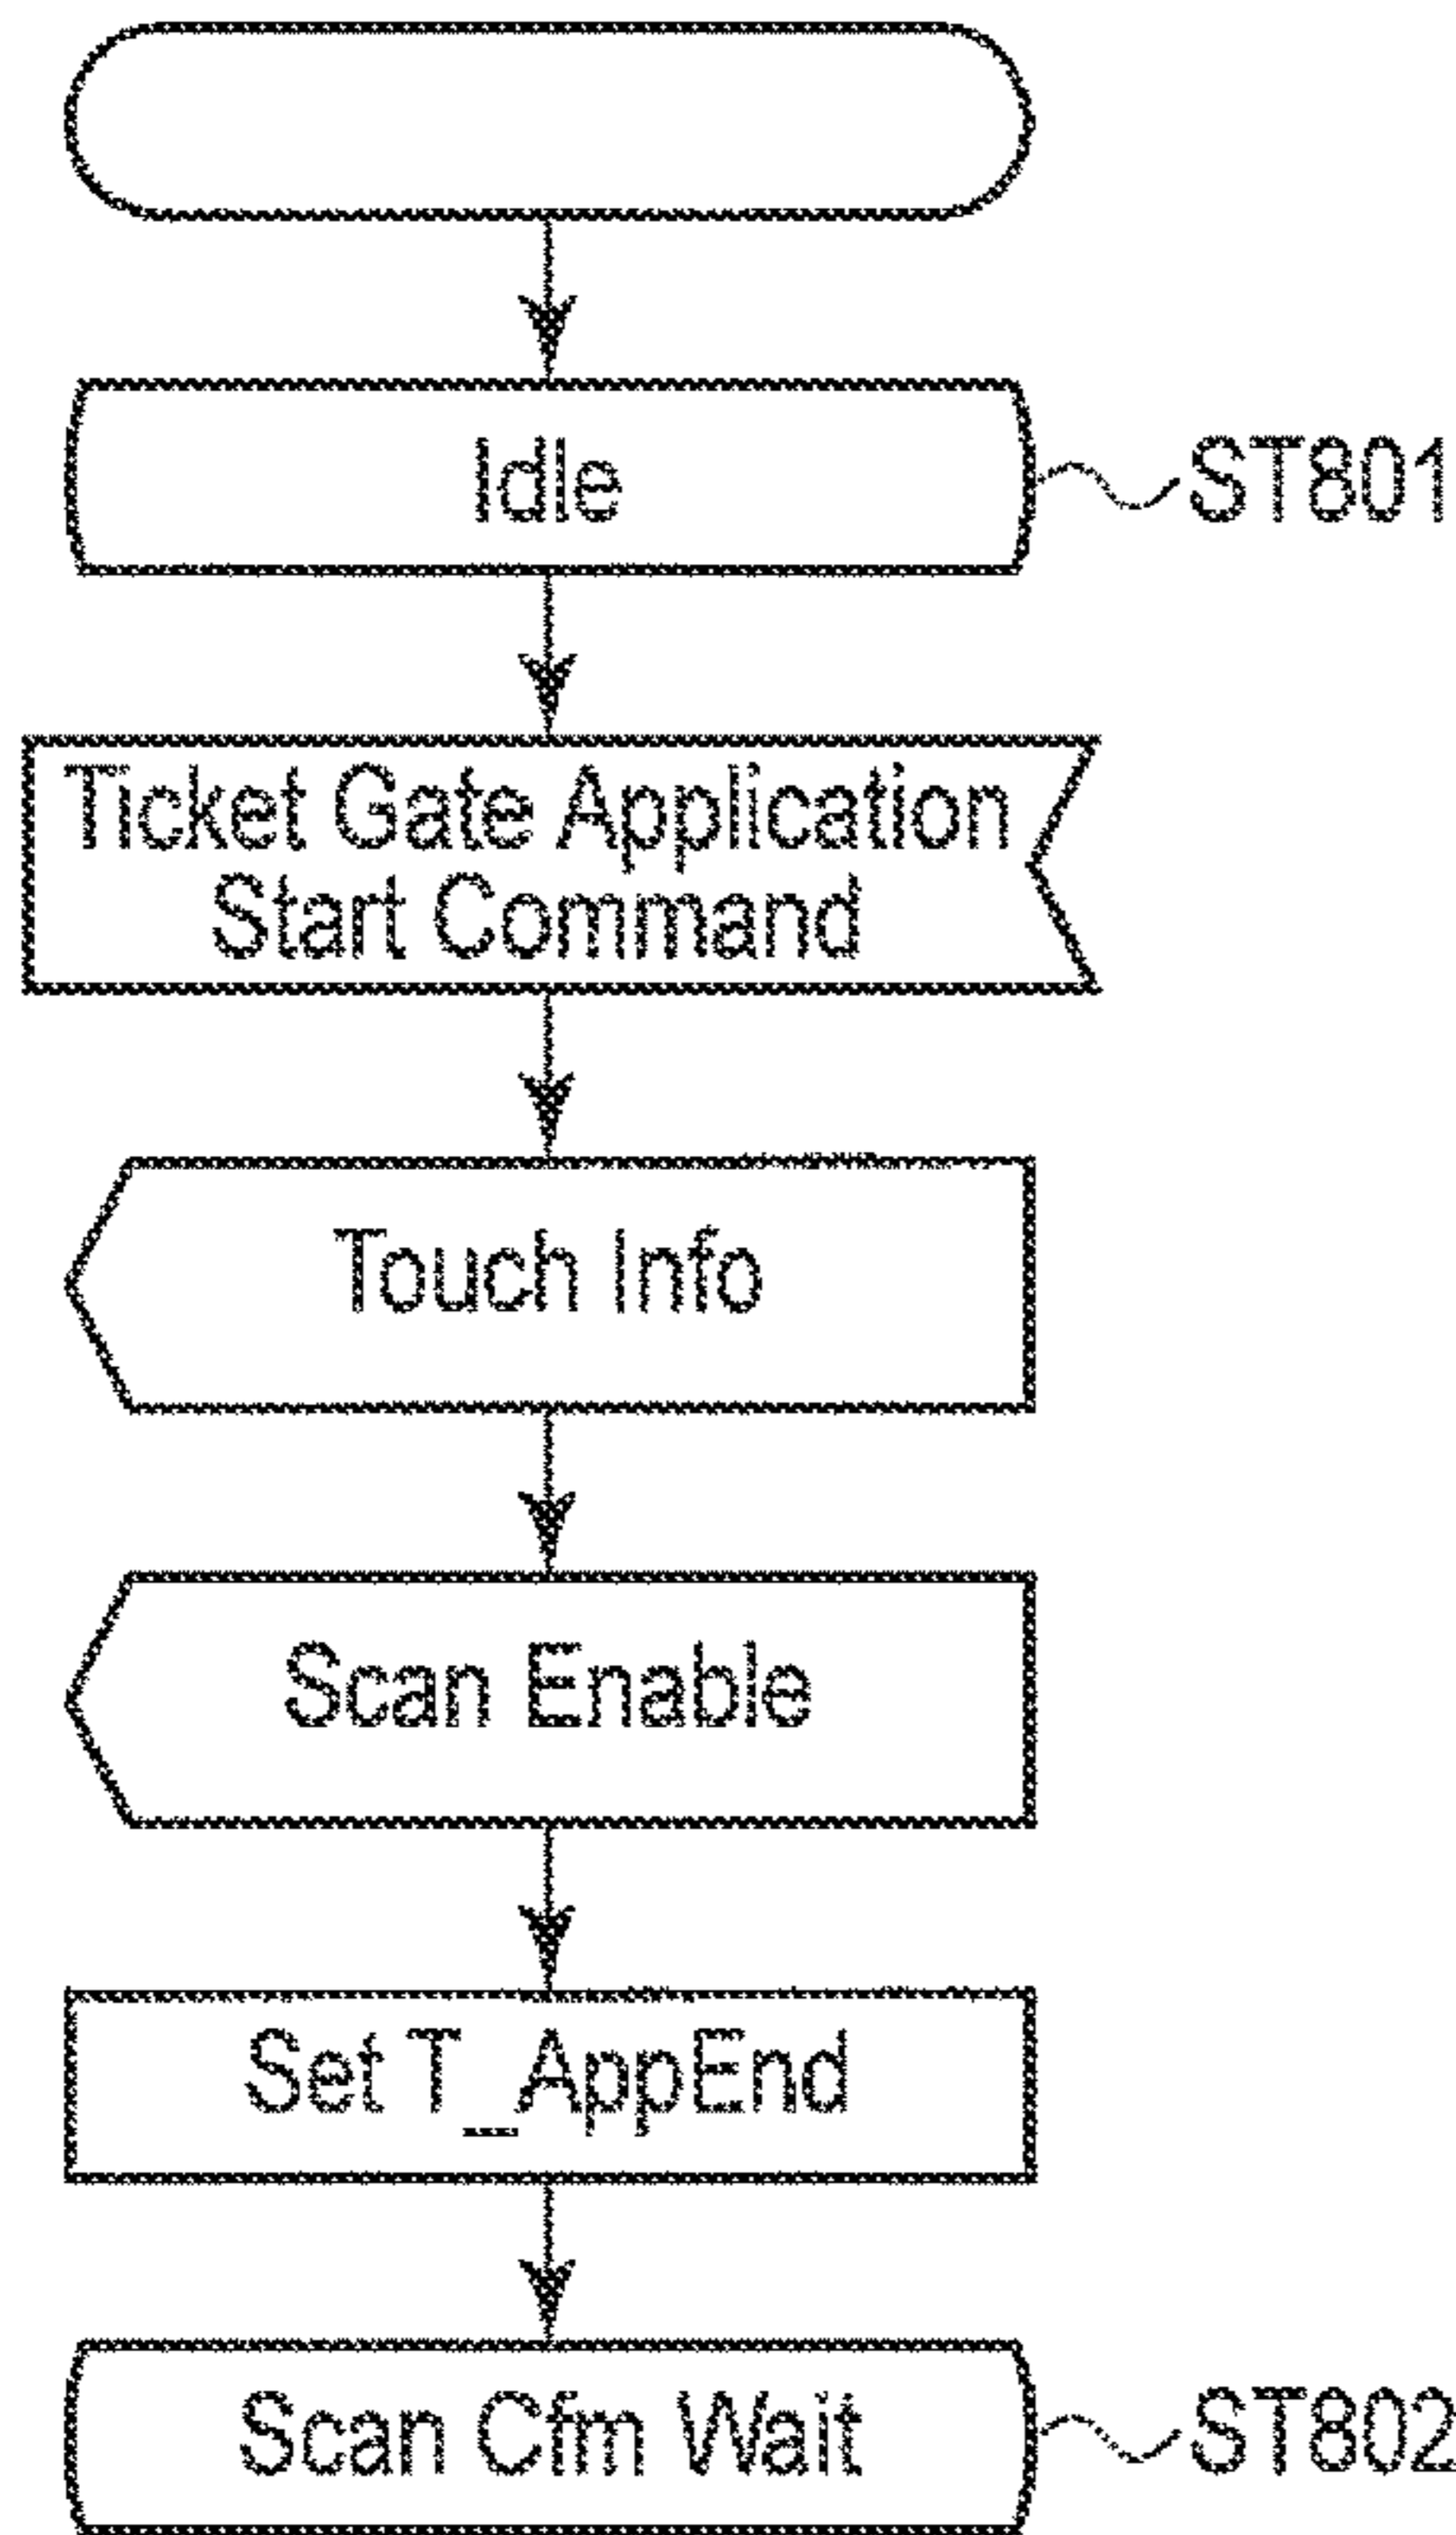 Idle
ST801
Ticket Gate Application
Start Command
Touch Info
Scan Enable
Set T_AppEnd
Scan Cfm Wait
ST802